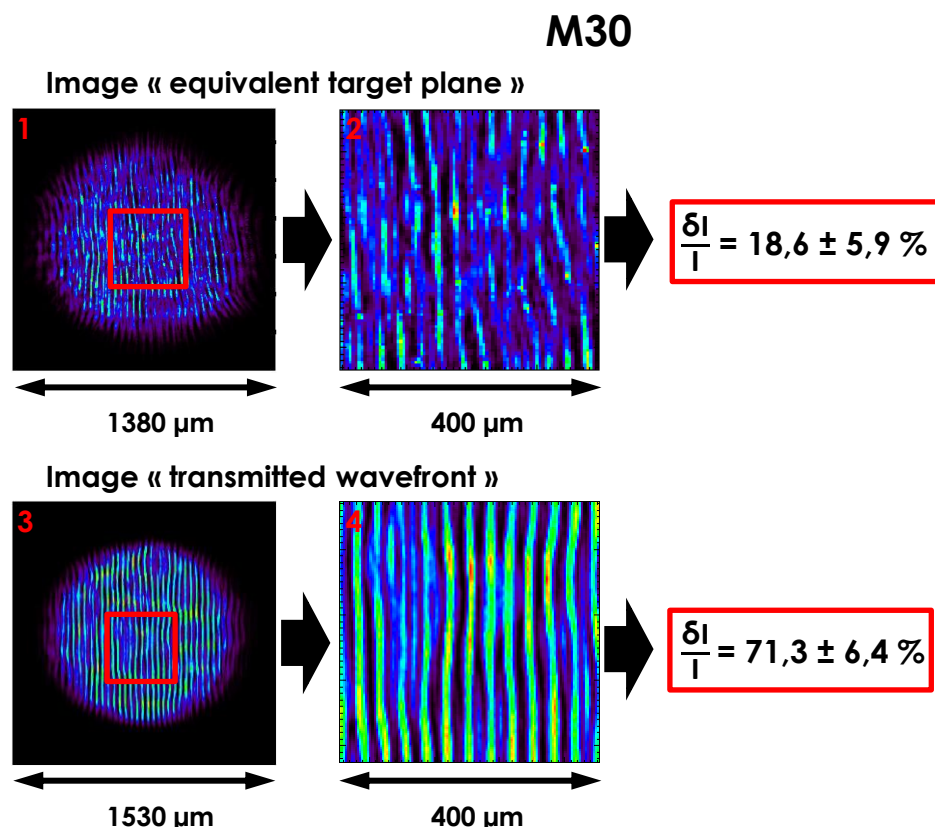 M30
Image « equivalent target plane »
1
2
δI
I
= 18,6 ± 5,9 %
1380 µm
400 µm
Image « transmitted wavefront »
3
4
δI
I
= 71,3 ± 6,4 %
1530 µm
400 µm